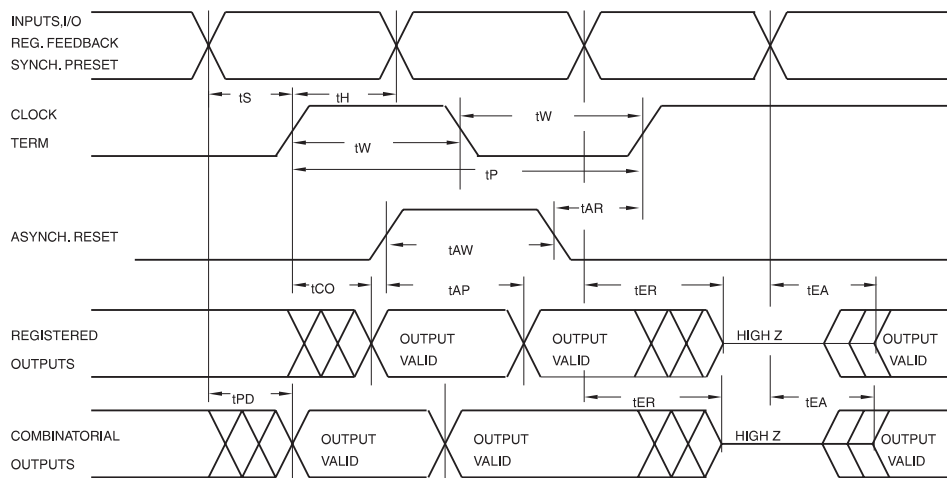 INPUTS,I/O
REG. FEEDBACK
SYNCH. PRESET
tS
tH
CLOCK
TERM
tW
tW
tP
tAR
ASYNCH. RESET
tAW
tCO
tAP
tER
tEA
REGISTERED
OUTPUTS
OUTPUT
VALID
OUTPUT
VALID
HIGH Z
OUTPUT
VALID
tPD
tER
tEA
COMBINATORIAL
OUTPUTS
OUTPUT
VALID
OUTPUT
VALID
HIGH Z
OUTPUT
VALID